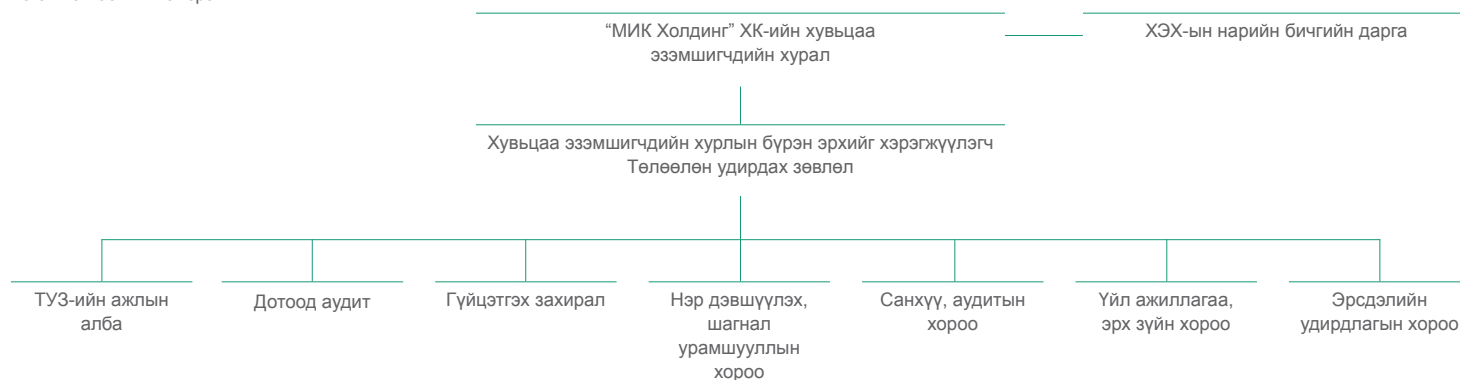 “МИК Холдинг” ХК-ийн хувьцаа
эзэмшигчдийн хурал
ХЭХ-ын нарийн бичгийн дарга
Хувьцаа эзэмшигчдийн хурлын бүрэн эрхийг хэрэгжүүлэгч
Төлөөлөн удирдах зөвлөл
ТУЗ-ийн ажлын
алба
Дотоод аудит
Гүйцэтгэх захирал
Нэр дэвшүүлэх,
шагнал
урамшууллын
хороо
Санхүү, аудитын
хороо
Үйл ажиллагаа,
эрх зүйн хороо
Эрсдэлийн
удирдлагын хороо